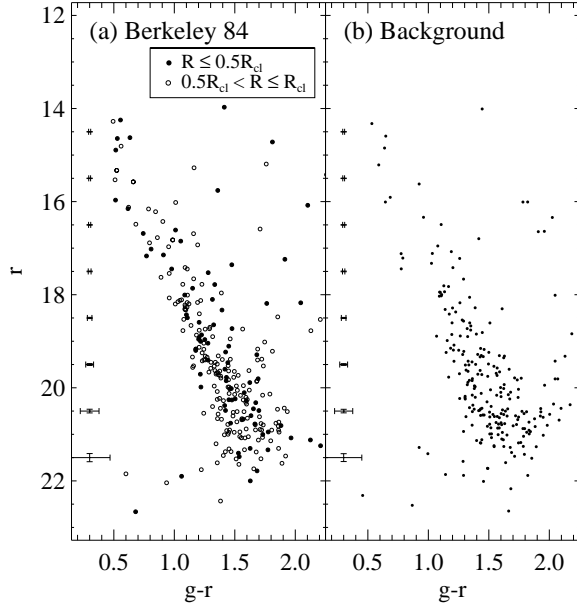 (a) Berkeley 84
R ≤ 0.5R_cl
0.5R_cl < R ≤ R_cl
(b) Background
12
14
16
18
20
22
r
0.5 1.0 1.5 2.0
g-r
0.5 1.0 1.5 2.0
g-r